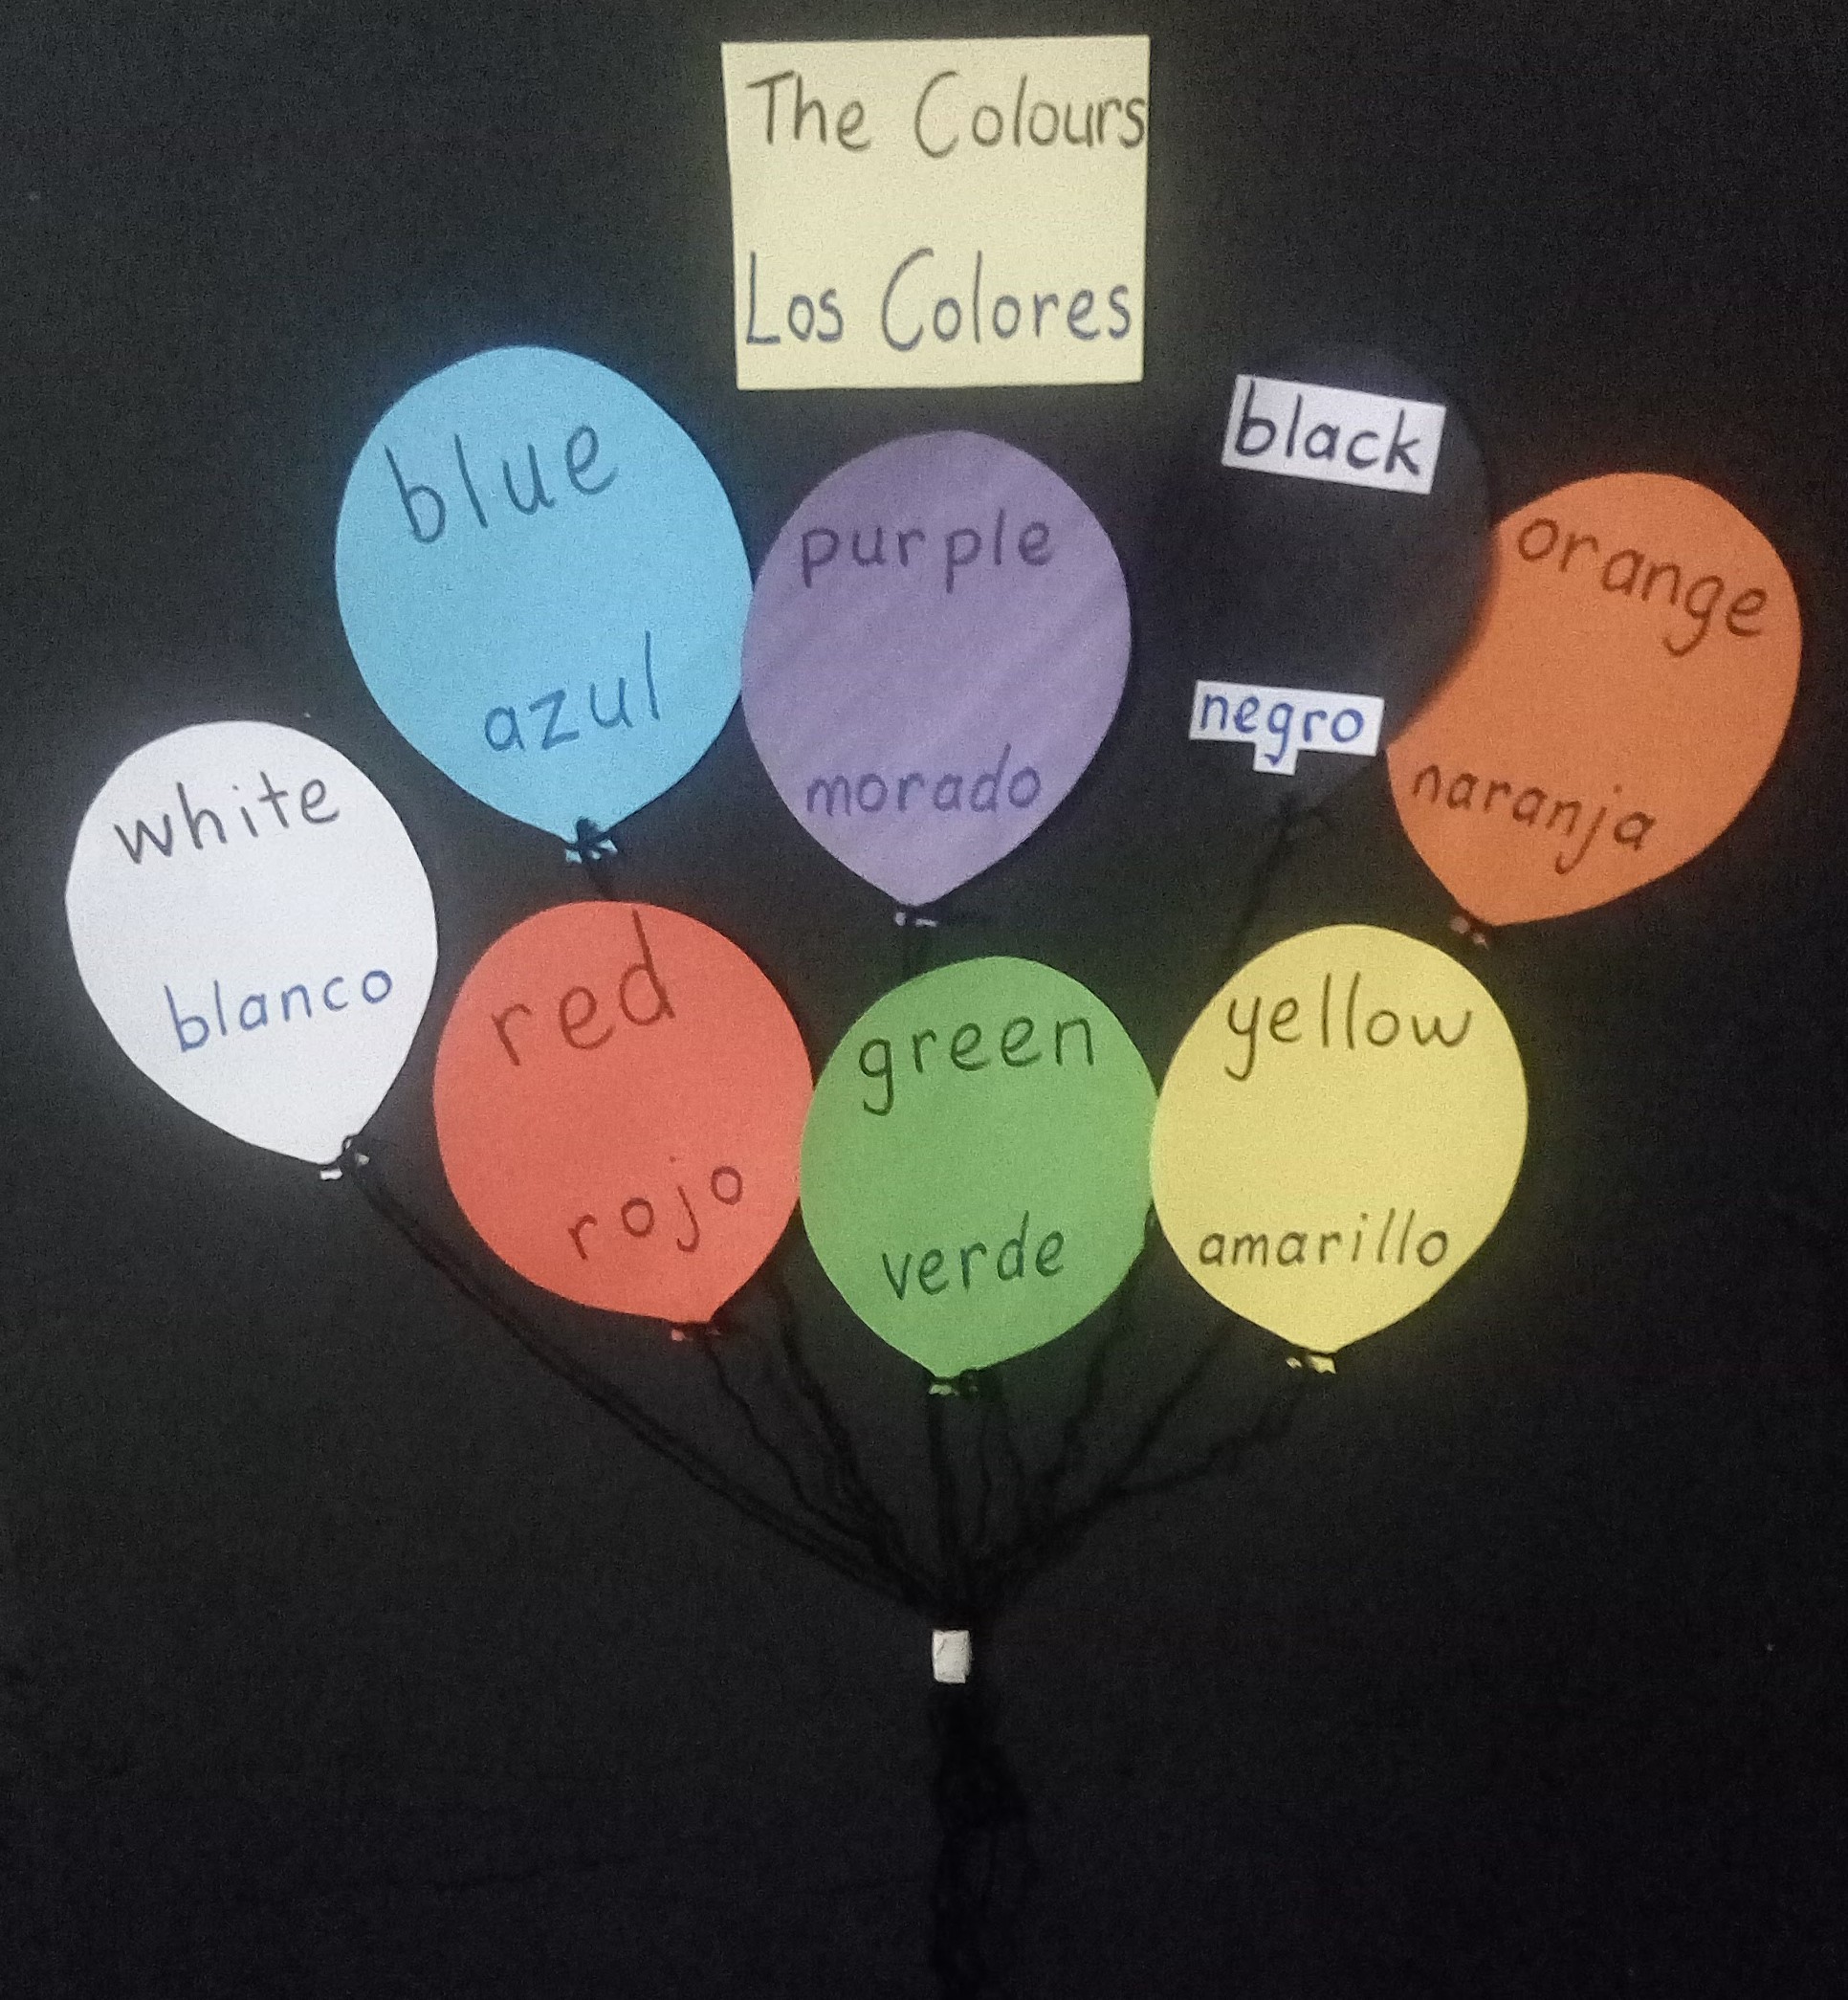 The Colours
Los Colores
blue
azul
purple
morado
black
negro
orange
naranja
white
blanco
red
rojo
green
verde
yellow
amarillo